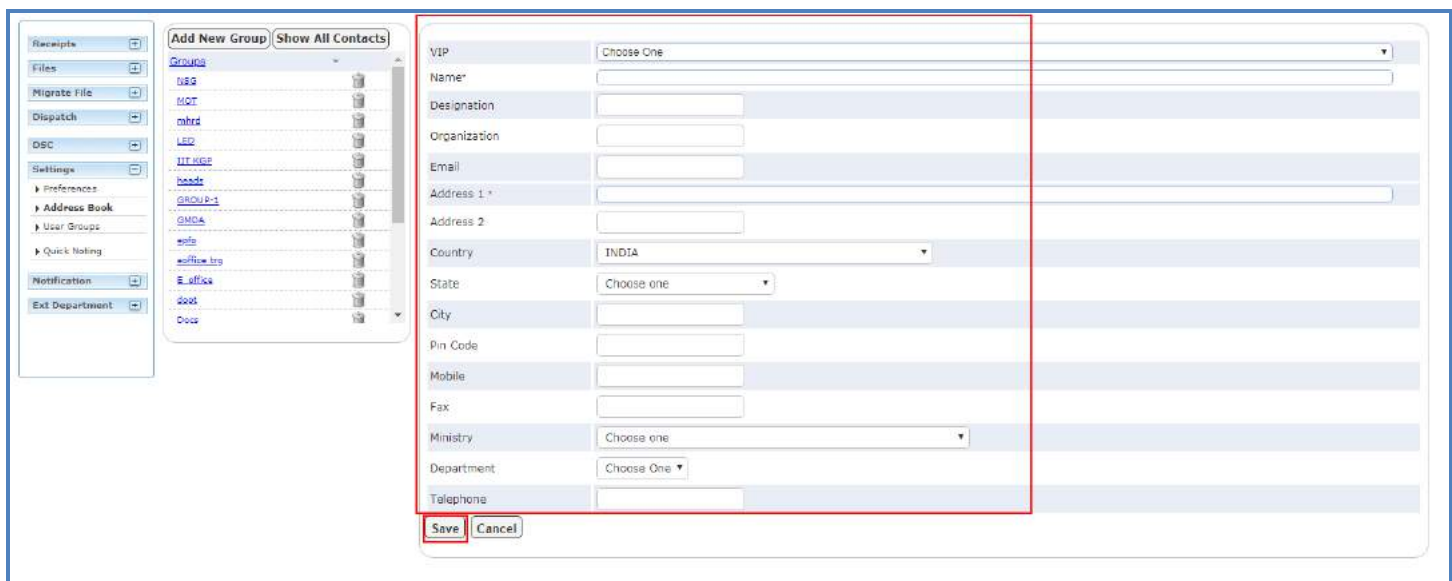 Receipts
Files
Migrate File
Dispatch
DSC
Settings
Preferences
Address Book
User Groups
Quick Noting
Notification
Ext Department
Add New Group Show All Contacts
Groups
NSG
MOT
mhrd
LED
IIT KGP
heads
GROUP-1
GMDA
epfo
eoffice trg
E_office
dopt
Docs
VIP Choose One
Name*
Designation
Organization
Email
Address 1 *
Address 2
Country INDIA
State Choose one
City
Pin Code
Mobile
Fax
Ministry Choose one
Department Choose One
Telephone
Save Cancel